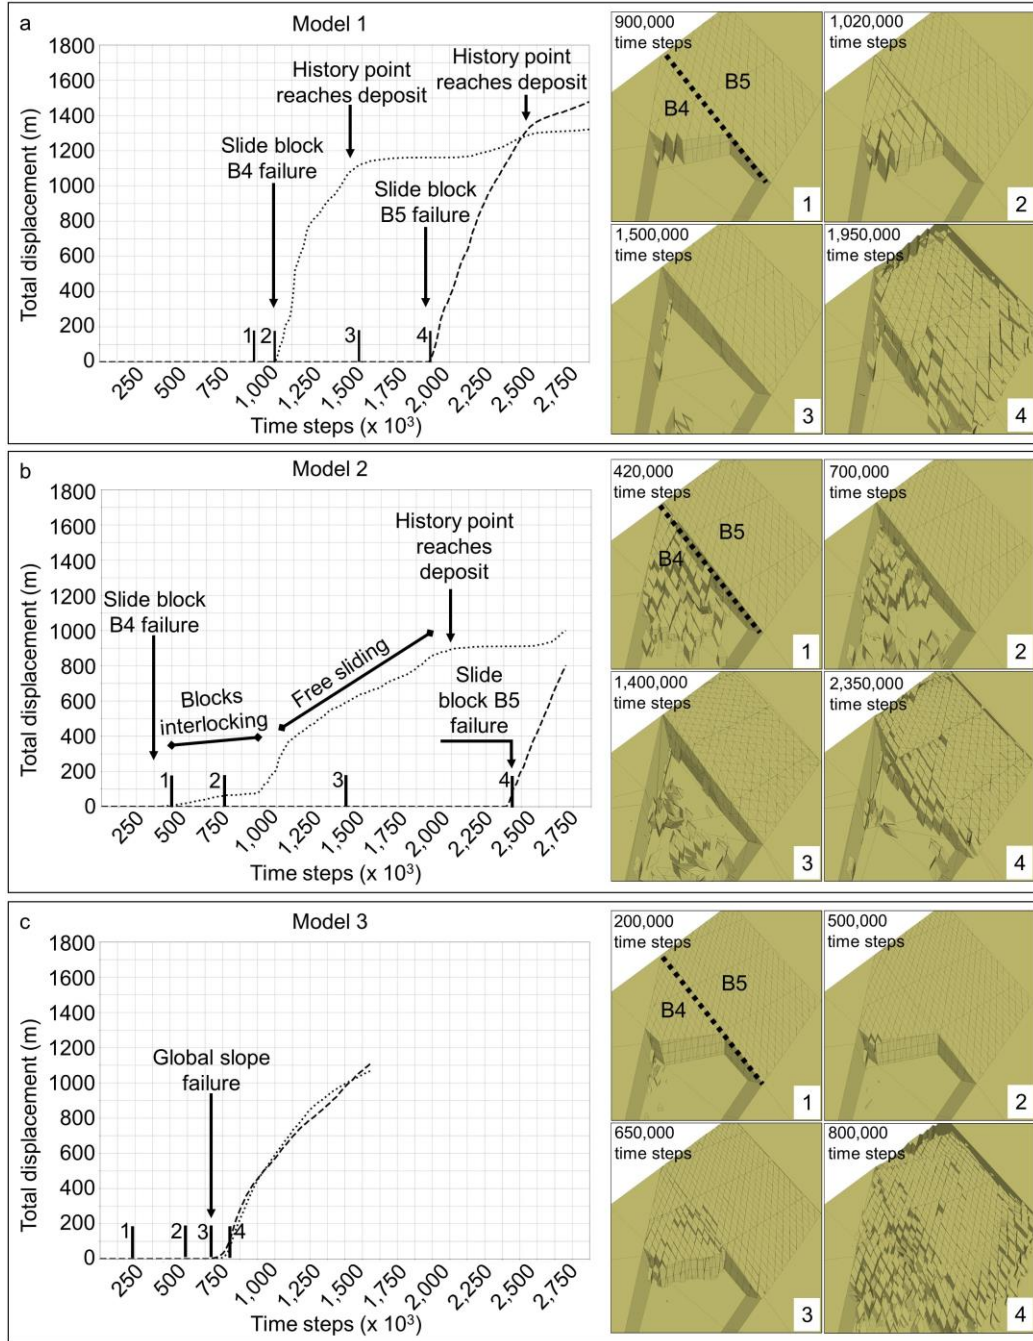 a
Model 1
Total displacement (m)
1800
1600
1400
1200
1000
800
600
400
200
0
History point
reaches deposit
History point
reaches deposit
Slide block
B4 failure
Slide block
B5 failure
1
2
3
4
250
500
750
1,000
1,250
1,500
1,750
2,000
2,250
2,500
2,750
Time steps (x 10³)
900,000
time steps
B5
B4
1
1,020,000
time steps
2
1,500,000
time steps
3
1,950,000
time steps
4
b
Model 2
Total displacement (m)
1800
1600
1400
1200
1000
800
600
400
200
0
History point
reaches
deposit
Slide block
B4 failure
Blocks
interlocking
Free sliding
Slide
block B5
failure
1
2
3
4
250
500
750
1,000
1,250
1,500
1,750
2,000
2,250
2,500
2,750
Time steps (x 10³)
420,000
time steps
B5
B4
1
700,000
time steps
2
1,400,000
time steps
3
2,350,000
time steps
4
c
Model 3
Total displacement (m)
1800
1600
1400
1200
1000
800
600
400
200
0
Global slope
failure
1
2
3
4
250
500
750
1,000
1,250
1,500
1,750
2,000
2,250
2,500
2,750
Time steps (x 10³)
200,000
time steps
B5
B4
1
500,000
time steps
2
650,000
time steps
3
800,000
time steps
4